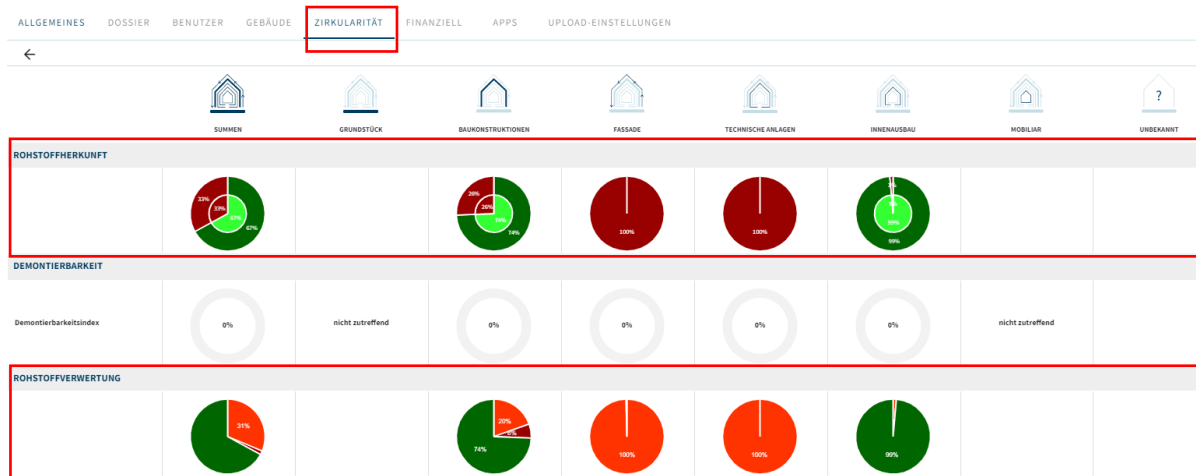 ALLGEMEINES DOSSIER BENUTZER GEBÄUDE ZIRKULARITÄT FINANZIELL APPS UPLOAD-EINSTELLUNGEN
?
SUMMEN GRUNDSTÜCK BAUKONSTRUKTIONEN FASSADE TECHNISCHE ANLAGEN INNENAUSBAU MOBILIAR UNBEKANNT
ROHSTOFFHERKUNFT
33% 33% 67% 67% 26% 26% 74% 74% 100% 100% 99% 99%
DEMONTIERBARKEIT
Demontierbarkeitsindex 0% nicht zutreffend 0% 0% 0% 0% nicht zutreffend
ROHSTOFFVERWERTUNG
31% 20% 74% 100% 100% 99%